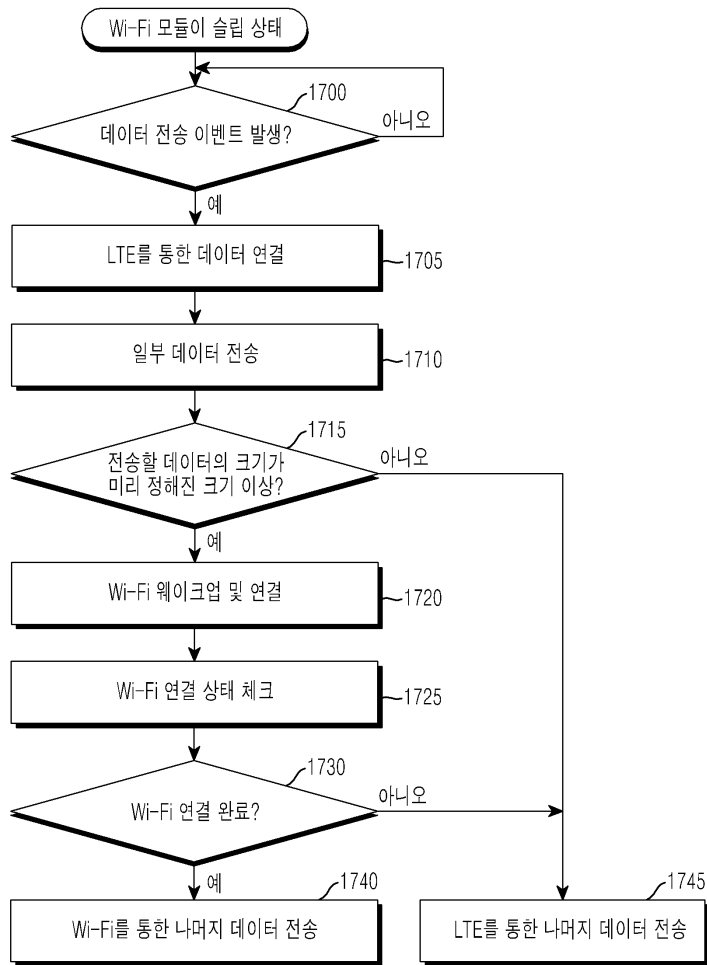 Wi-Fi 모듈이 슬립 상태
1700
데이터 전송 이벤트 발생?
아니오
예
LTE를 통한 데이터 연결
1705
일부 데이터 전송
1710
1715
전송할 데이터의 크기가
미리 정해진 크기 이상?
아니오
예
Wi-Fi 웨이크업 및 연결
1720
Wi-Fi 연결 상태 체크
1725
1730
Wi-Fi 연결 완료?
아니오
예
1740
Wi-Fi를 통한 나머지 데이터 전송
1745
LTE를 통한 나머지 데이터 전송